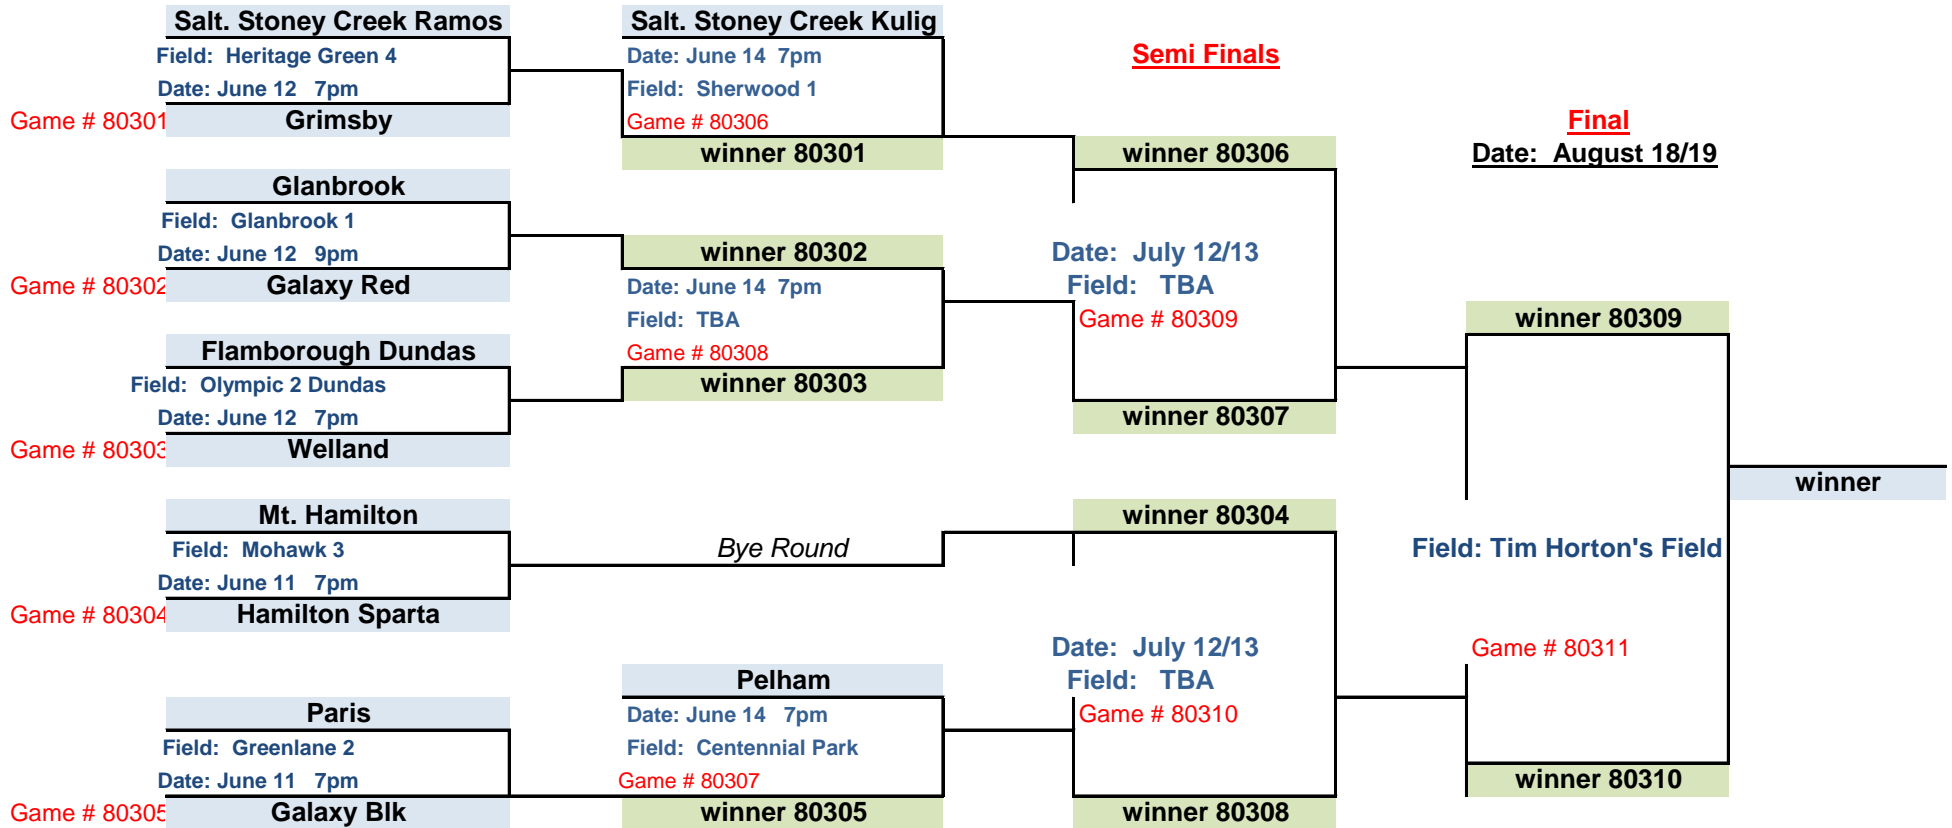 Salt. Stoney Creek Ramos
Field: Heritage Green 4
Date: June 12 7pm
Game # 80301
Grimsby
Glanbrook
Field: Glanbrook 1
Date: June 12 9pm
Game # 80302
Galaxy Red
Flamborough Dundas
Field: Olympic 2 Dundas
Date: June 12 7pm
Game # 80303
Welland
Mt. Hamilton
Field: Mohawk 3
Date: June 11 7pm
Game # 80304
Hamilton Sparta
Paris
Field: Greenlane 2
Date: June 11 7pm
Game # 80305
Galaxy Blk
Salt. Stoney Creek Kulig
Date: June 14 7pm
Field: Sherwood 1
Game # 80306
winner 80301
winner 80302
Date: June 14 7pm
Field: TBA
Game # 80308
winner 80303
Bye Round
Pelham
Date: June 14 7pm
Field: Centennial Park
Game # 80307
winner 80305
Semi Finals
winner 80306
Date: July 12/13
Field: TBA
Game # 80309
winner 80307
winner 80304
Date: July 12/13
Field: TBA
Game # 80310
winner 80308
Final
Date: August 18/19
winner 80309
Field: Tim Horton's Field
Game # 80311
winner 80310
winner